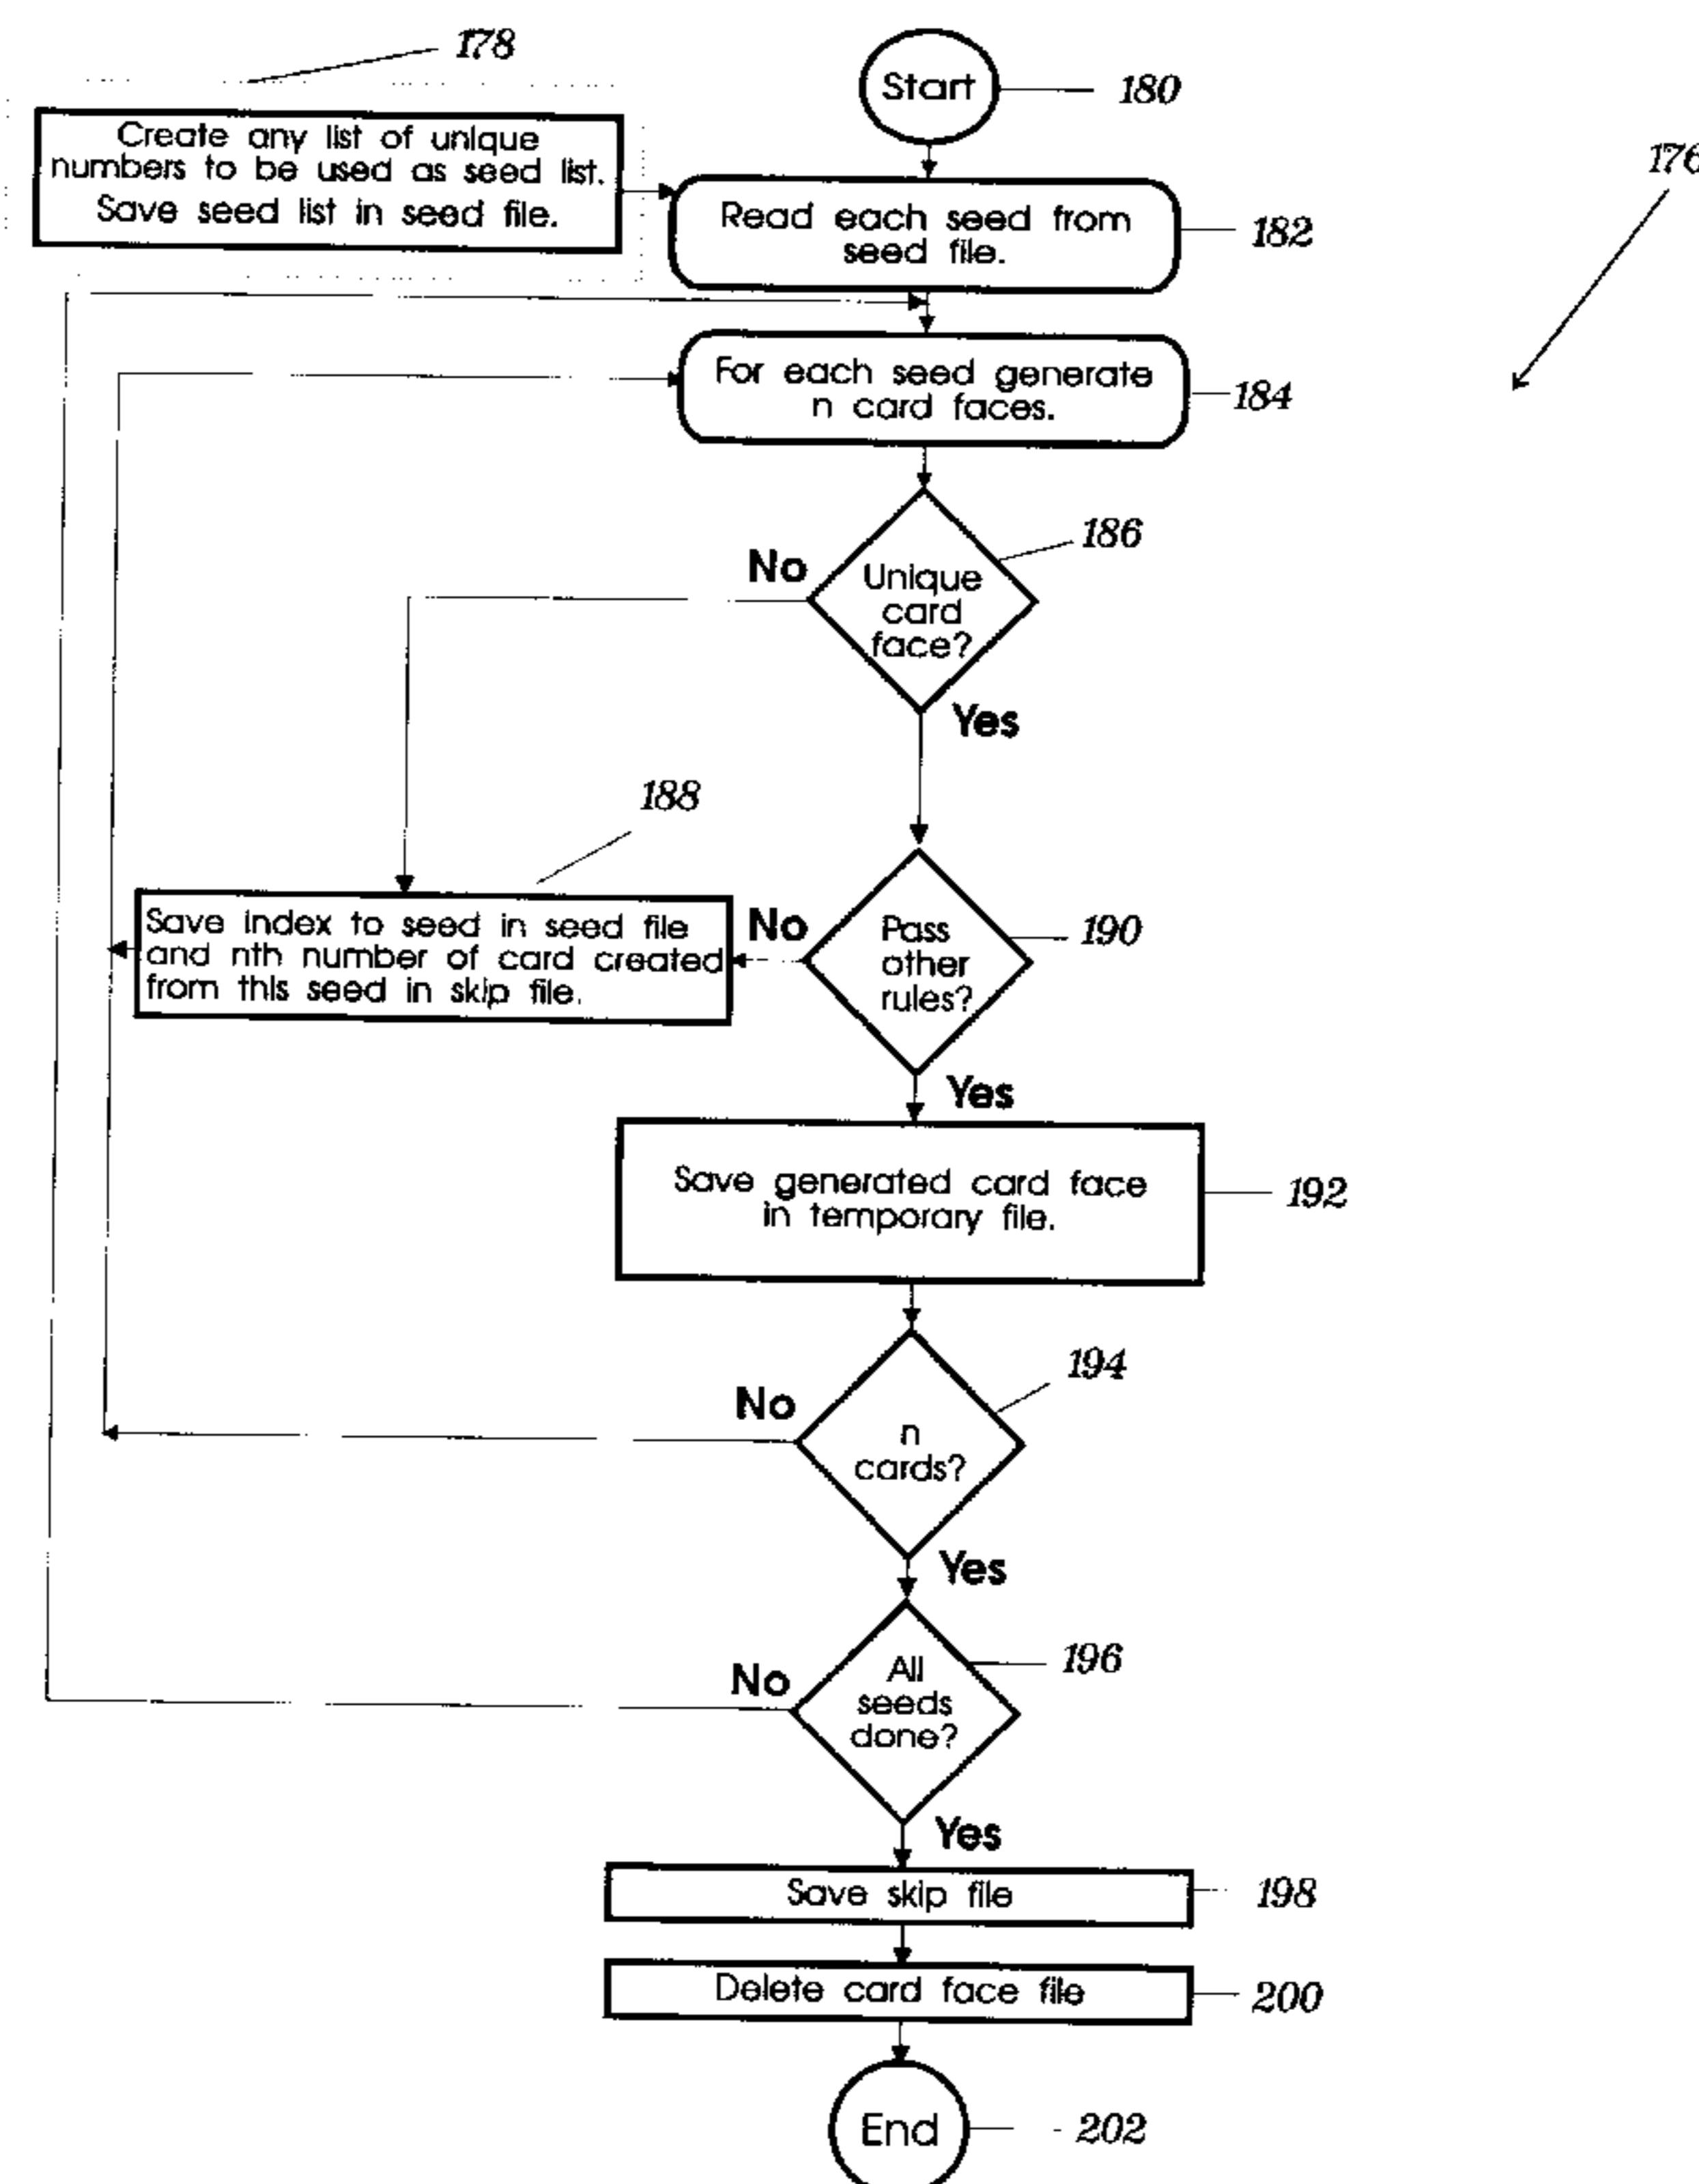 178
Start
180
176
Create any list of unique
numbers to be used as seed list.
Save seed list in seed file.
Read each seed from
seed file.
182
For each seed generate
n card faces.
184
186
No
Unique
card
face?
Yes
188
Save index to seed in seed file
and nth number of card created
from this seed in skip file.
No
Pass
other
rules?
190
Yes
Save generated card face
in temporary file.
192
194
No
n
cards?
Yes
196
No
All
seeds
done?
Yes
Save skip file
198
Delete card face file
200
End
202